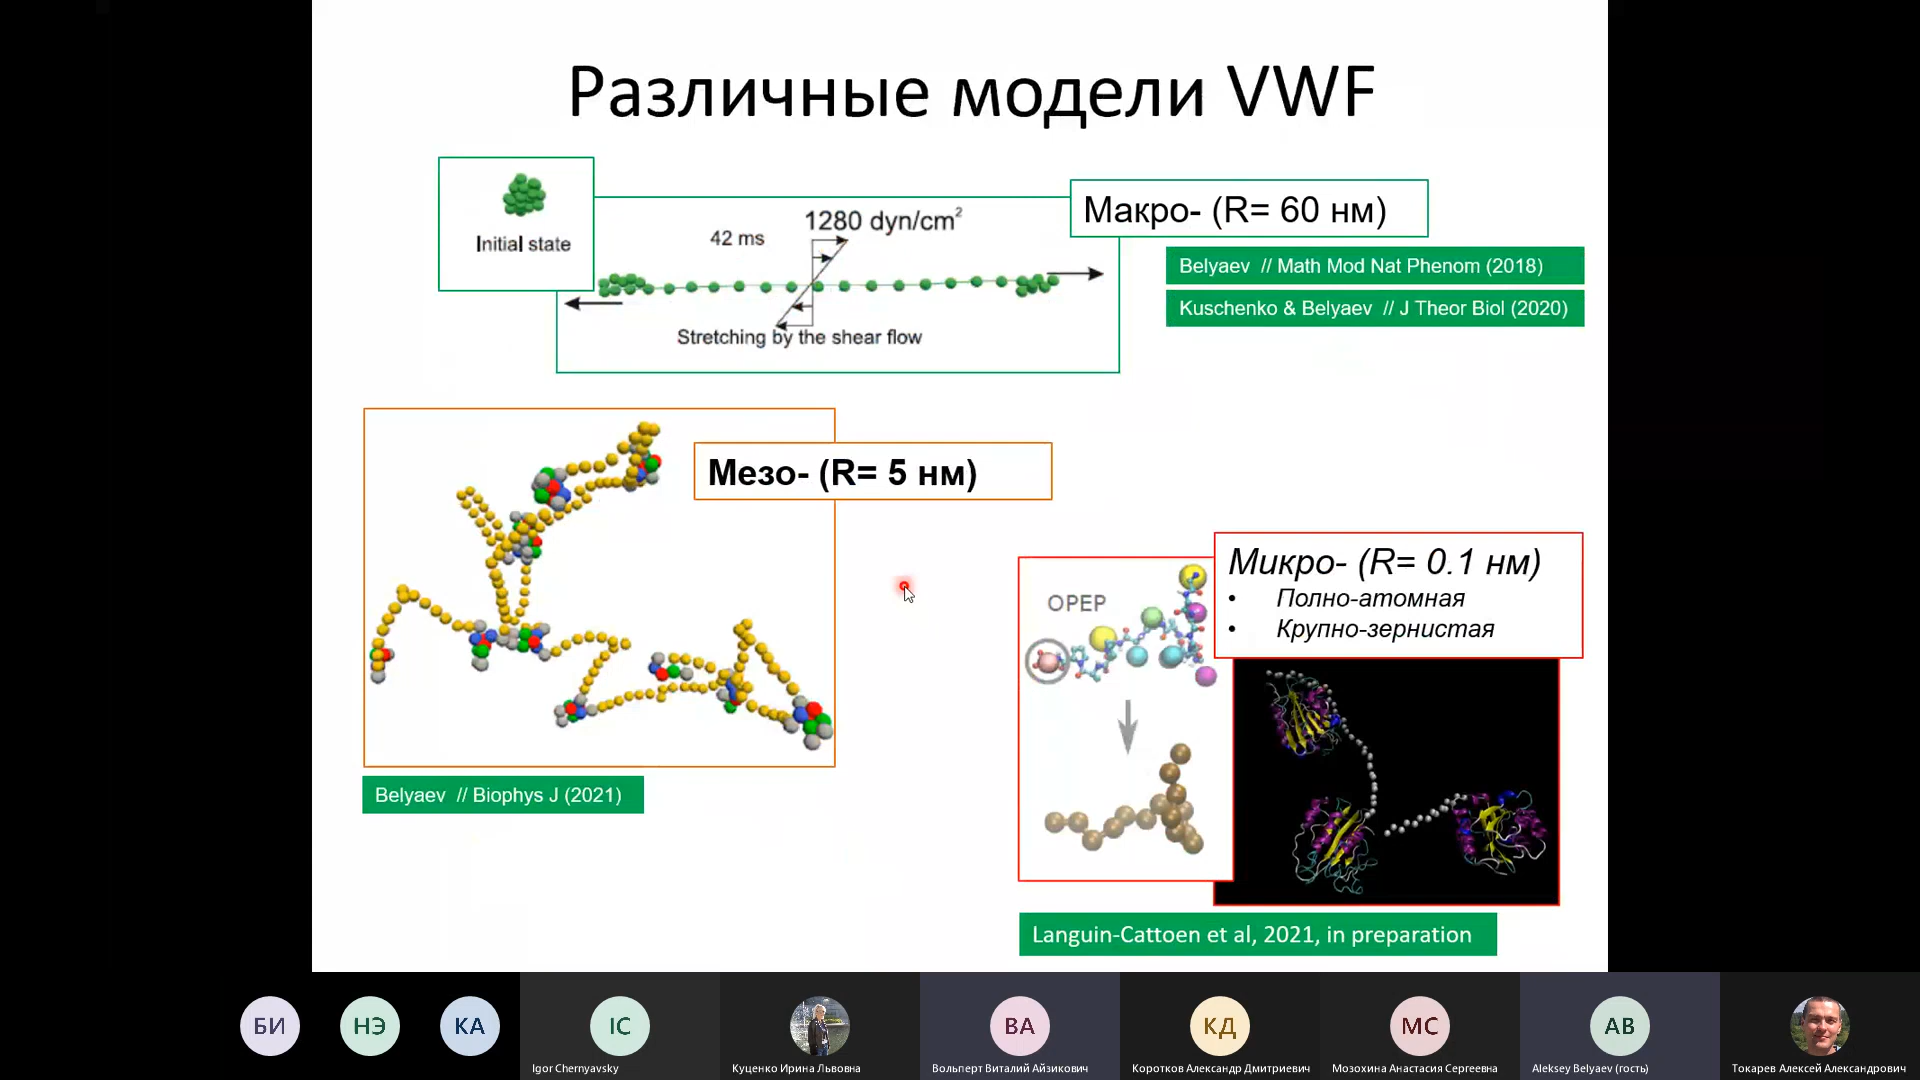 Различные модели VWF
Initial state
42 ms
1280 dyn/cm²
Stretching by the shear flow
Макро- (R= 60 нм)
Belyaev // Math Mod Nat Phenom (2018)
Kuschenko & Belyaev // J Theor Biol (2020)
Мезо- (R= 5 нм)
Belyaev // Biophys J (2021)
OPEP
Микро- (R= 0.1 нм)
• Полно-атомная
• Крупно-зернистая
Languin-Cattoen et al, 2021, in preparation
БИ
НЭ
КА
IC
Igor Chernyavsky
Куценко Ирина Львовна
ВА
Вольперт Виталий Айзикович
КД
Коротков Александр Дмитриевич
МС
Мозохина Анастасия Сергеевна
AB
Aleksey Belyaev (гость)
Токарев Алексей Александрович